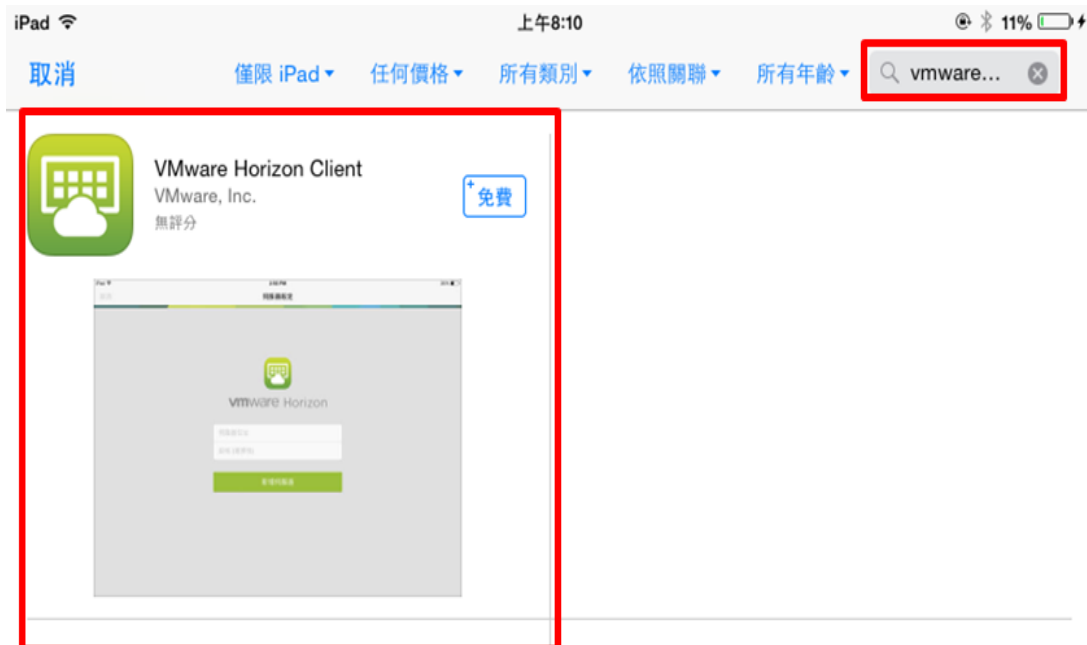 iPad 上午8:10 11%
取消 僅限 iPad 任何價格 所有類別 依照關聯 所有年齡 vmware...
VMware Horizon Client
VMware, Inc.
無評分
+免費
vmware Horizon